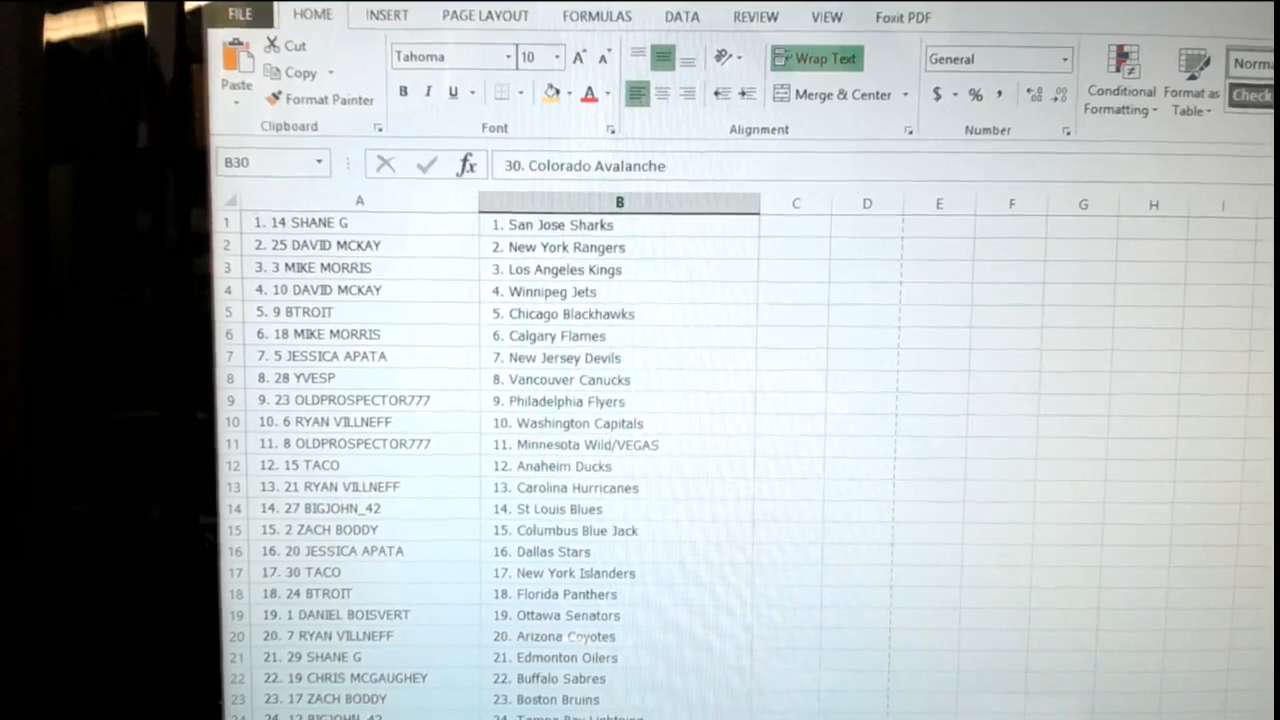 FILE HOME INSERT PAGE LAYOUT FORMULAS DATA REVIEW VIEW Foxit PDF
Cut
Copy
Format Painter
Paste
Clipboard
Tahoma 10
B I U
Font
Wrap Text
Merge & Center
Alignment
General
$ % ,
Number
Conditional Formatting
Format as Table
Check
B30 fx 30. Colorado Avalanche
A B C D E F G H I
1 1. 14 SHANE G 1. San Jose Sharks
2 2. 25 DAVID MCKAY 2. New York Rangers
3 3. 3 MIKE MORRIS 3. Los Angeles Kings
4 4. 10 DAVID MCKAY 4. Winnipeg Jets
5 5. 9 BTROIT 5. Chicago Blackhawks
6 6. 18 MIKE MORRIS 6. Calgary Flames
7 7. 5 JESSICA APATA 7. New Jersey Devils
8 8. 28 YVESP 8. Vancouver Canucks
9 9. 23 OLDPROSPECTOR777 9. Philadelphia Flyers
10 10. 6 RYAN VILLNEFF 10. Washington Capitals
11 11. 8 OLDPROSPECTOR777 11. Minnesota Wild/VEGAS
12 12. 15 TACO 12. Anaheim Ducks
13 13. 21 RYAN VILLNEFF 13. Carolina Hurricanes
14 14. 27 BIGJOHN_42 14. St Louis Blues
15 15. 2 ZACH BODDY 15. Columbus Blue Jack
16 16. 20 JESSICA APATA 16. Dallas Stars
17 17. 30 TACO 17. New York Islanders
18 18. 24 BTROIT 18. Florida Panthers
19 19. 1 DANIEL BOISVERT 19. Ottawa Senators
20 20. 7 RYAN VILLNEFF 20. Arizona Coyotes
21 21. 29 SHANE G 21. Edmonton Oilers
22 22. 19 CHRIS MCGAUGHEY 22. Buffalo Sabres
23 23. 17 ZACH BODDY 23. Boston Bruins
24 24. 12 BIGJOHN_42 24. Tampa Bay Lightning